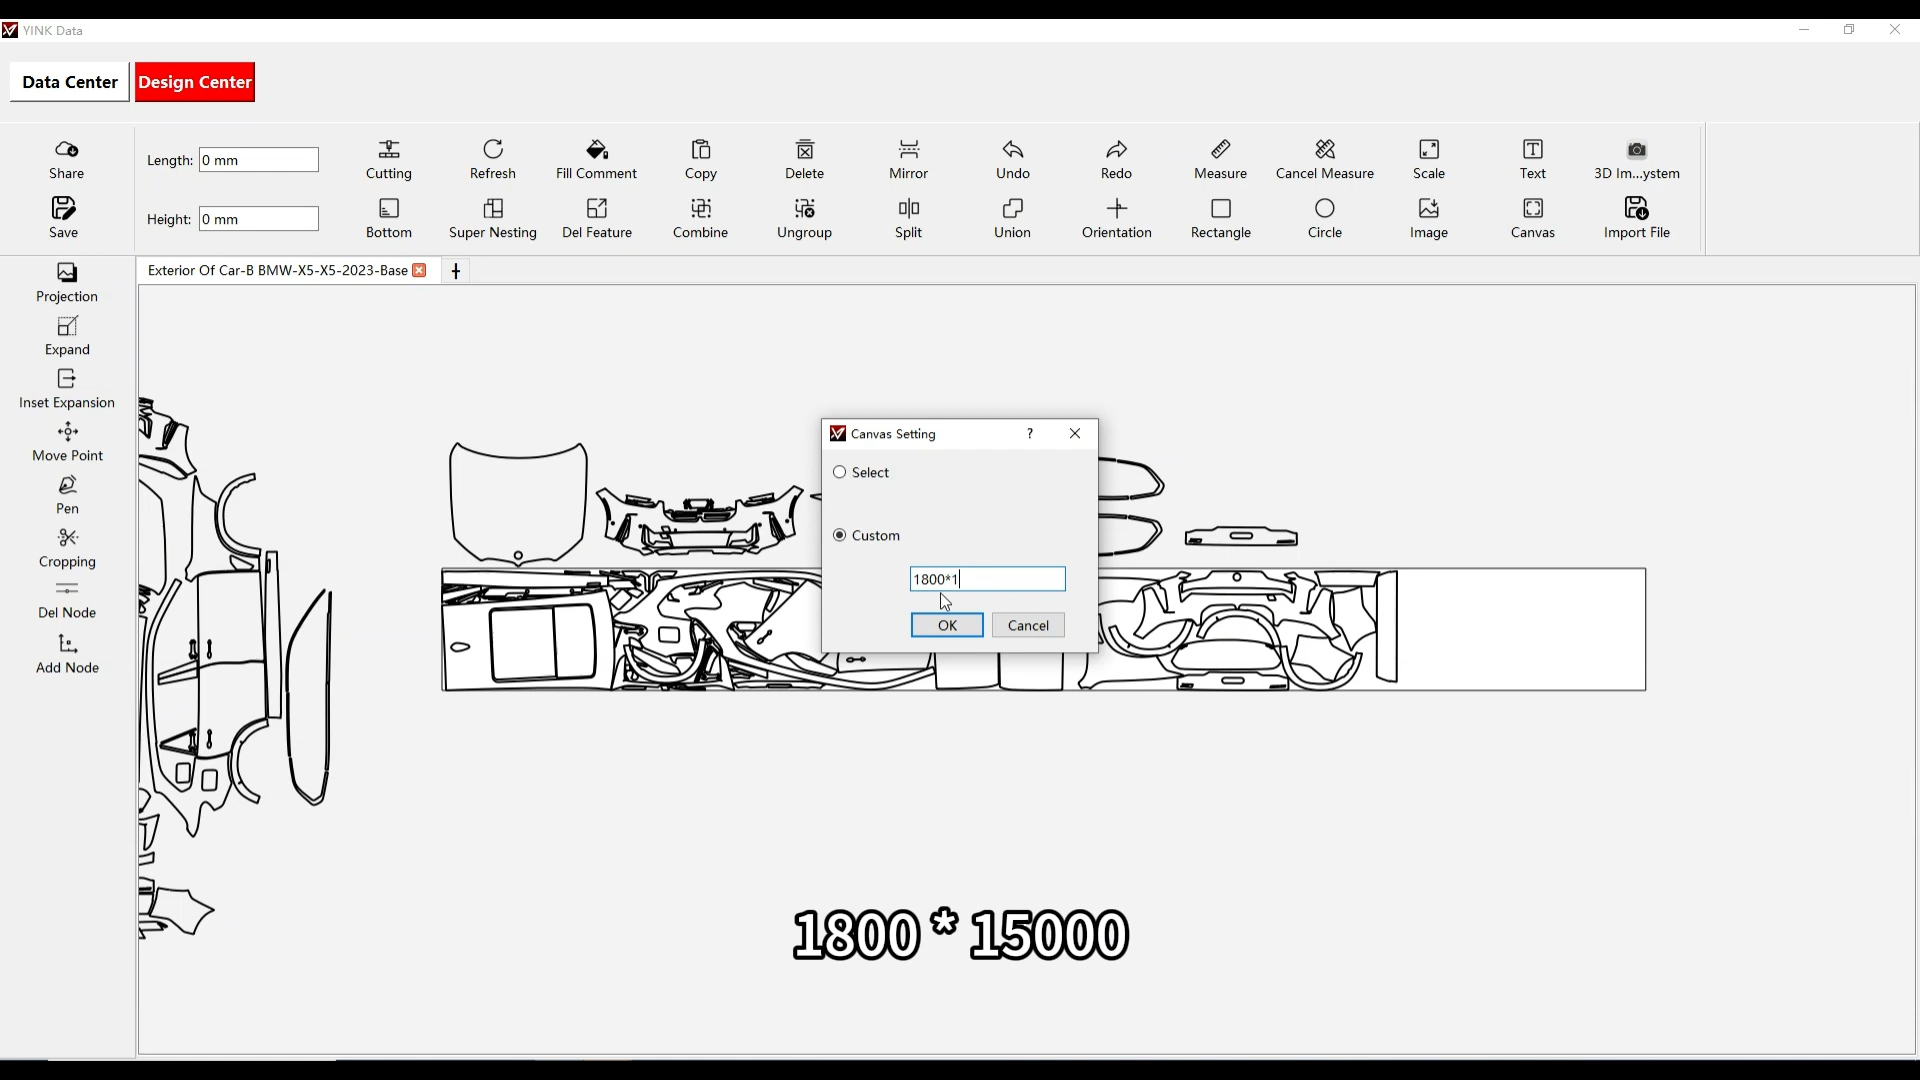 YINK Data
Data Center
Design Center
Share
Save
Length:
0 mm
Height:
0 mm
Cutting
Refresh
Fill Comment
Copy
Delete
Mirror
Undo
Redo
Measure
Cancel Measure
Scale
Text
3D Im...ystem
Bottom
Super Nesting
Del Feature
Combine
Ungroup
Split
Union
Orientation
Rectangle
Circle
Image
Canvas
Import File
Exterior Of Car-B BMW-X5-X5-2023-Base
Projection
Expand
Inset Expansion
Move Point
Pen
Cropping
Del Node
Add Node
Canvas Setting
?
Select
Custom
1800*1
OK
Cancel
1800 * 15000